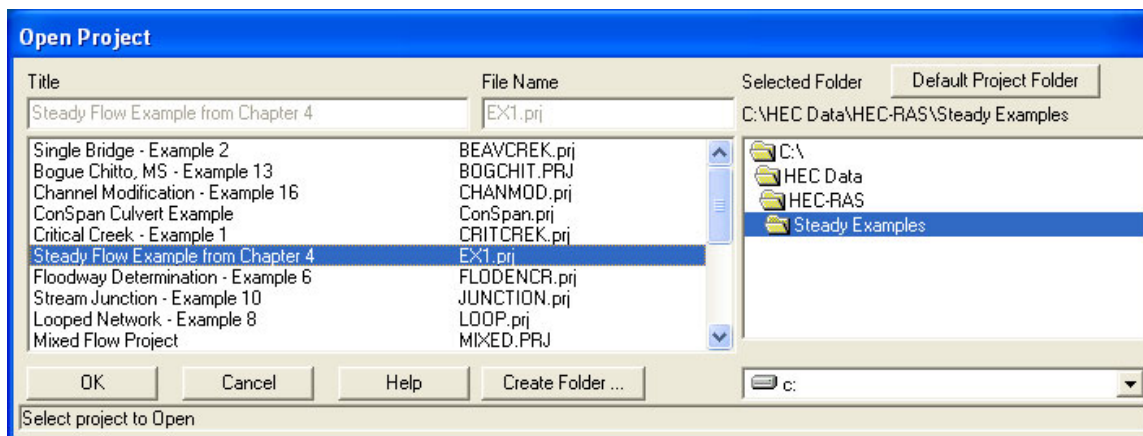 Open Project
Title File Name Selected Folder Default Project Folder
Steady Flow Example from Chapter 4 EX1.prj C:\HEC Data\HEC-RAS\Steady Examples
Single Bridge - Example 2 BEAVCREK.prj
Bogue Chitto, MS - Example 13 BOGCHIT.PRJ
Channel Modification - Example 16 CHANMOD.prj
ConSpan Culvert Example ConSpan.prj
Critical Creek - Example 1 CRITCREK.prj
Steady Flow Example from Chapter 4 EX1.prj
Floodway Determination - Example 6 FLODENCR.prj
Stream Junction - Example 10 JUNCTION.prj
Looped Network - Example 8 LOOP.prj
Mixed Flow Project MIXED.PRJ
C:\
HEC Data
HEC-RAS
Steady Examples
OK Cancel Help Create Folder ... c:
Select project to Open